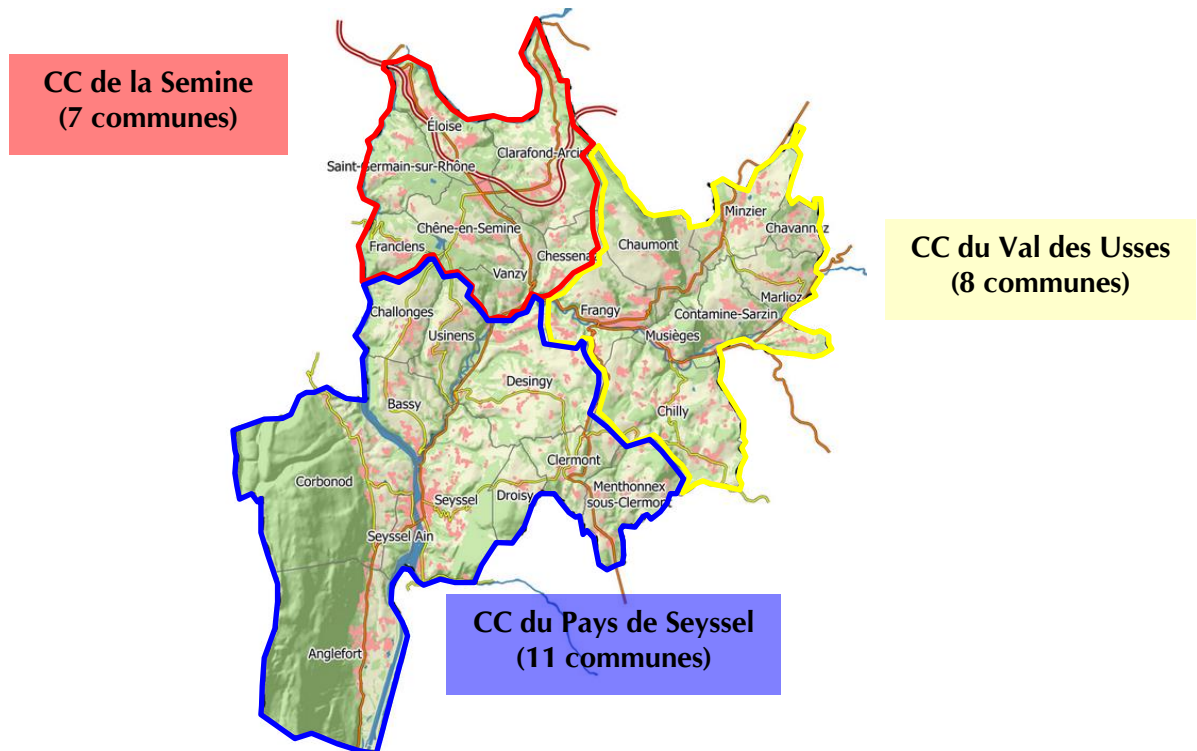 CC de la Semine
(7 communes)
Éloise
Clarafond-Arcin
Saint-Germain-sur-Rhône
Minzier
Chavannaz
Chêne-en-Semine
Franclens
Chaumont
Chessenaz
Vanzy
CC du Val des Usses
(8 communes)
Marlioz
Challonges
Frangy
Contamine-Sarzin
Usinens
Musièges
Desingy
Bassy
Chilly
Clermont
Corbonod
Menthonnex
sous-Clermont
Seyssel
Droisy
Seyssel Ain
CC du Pays de Seyssel
(11 communes)
Anglefort